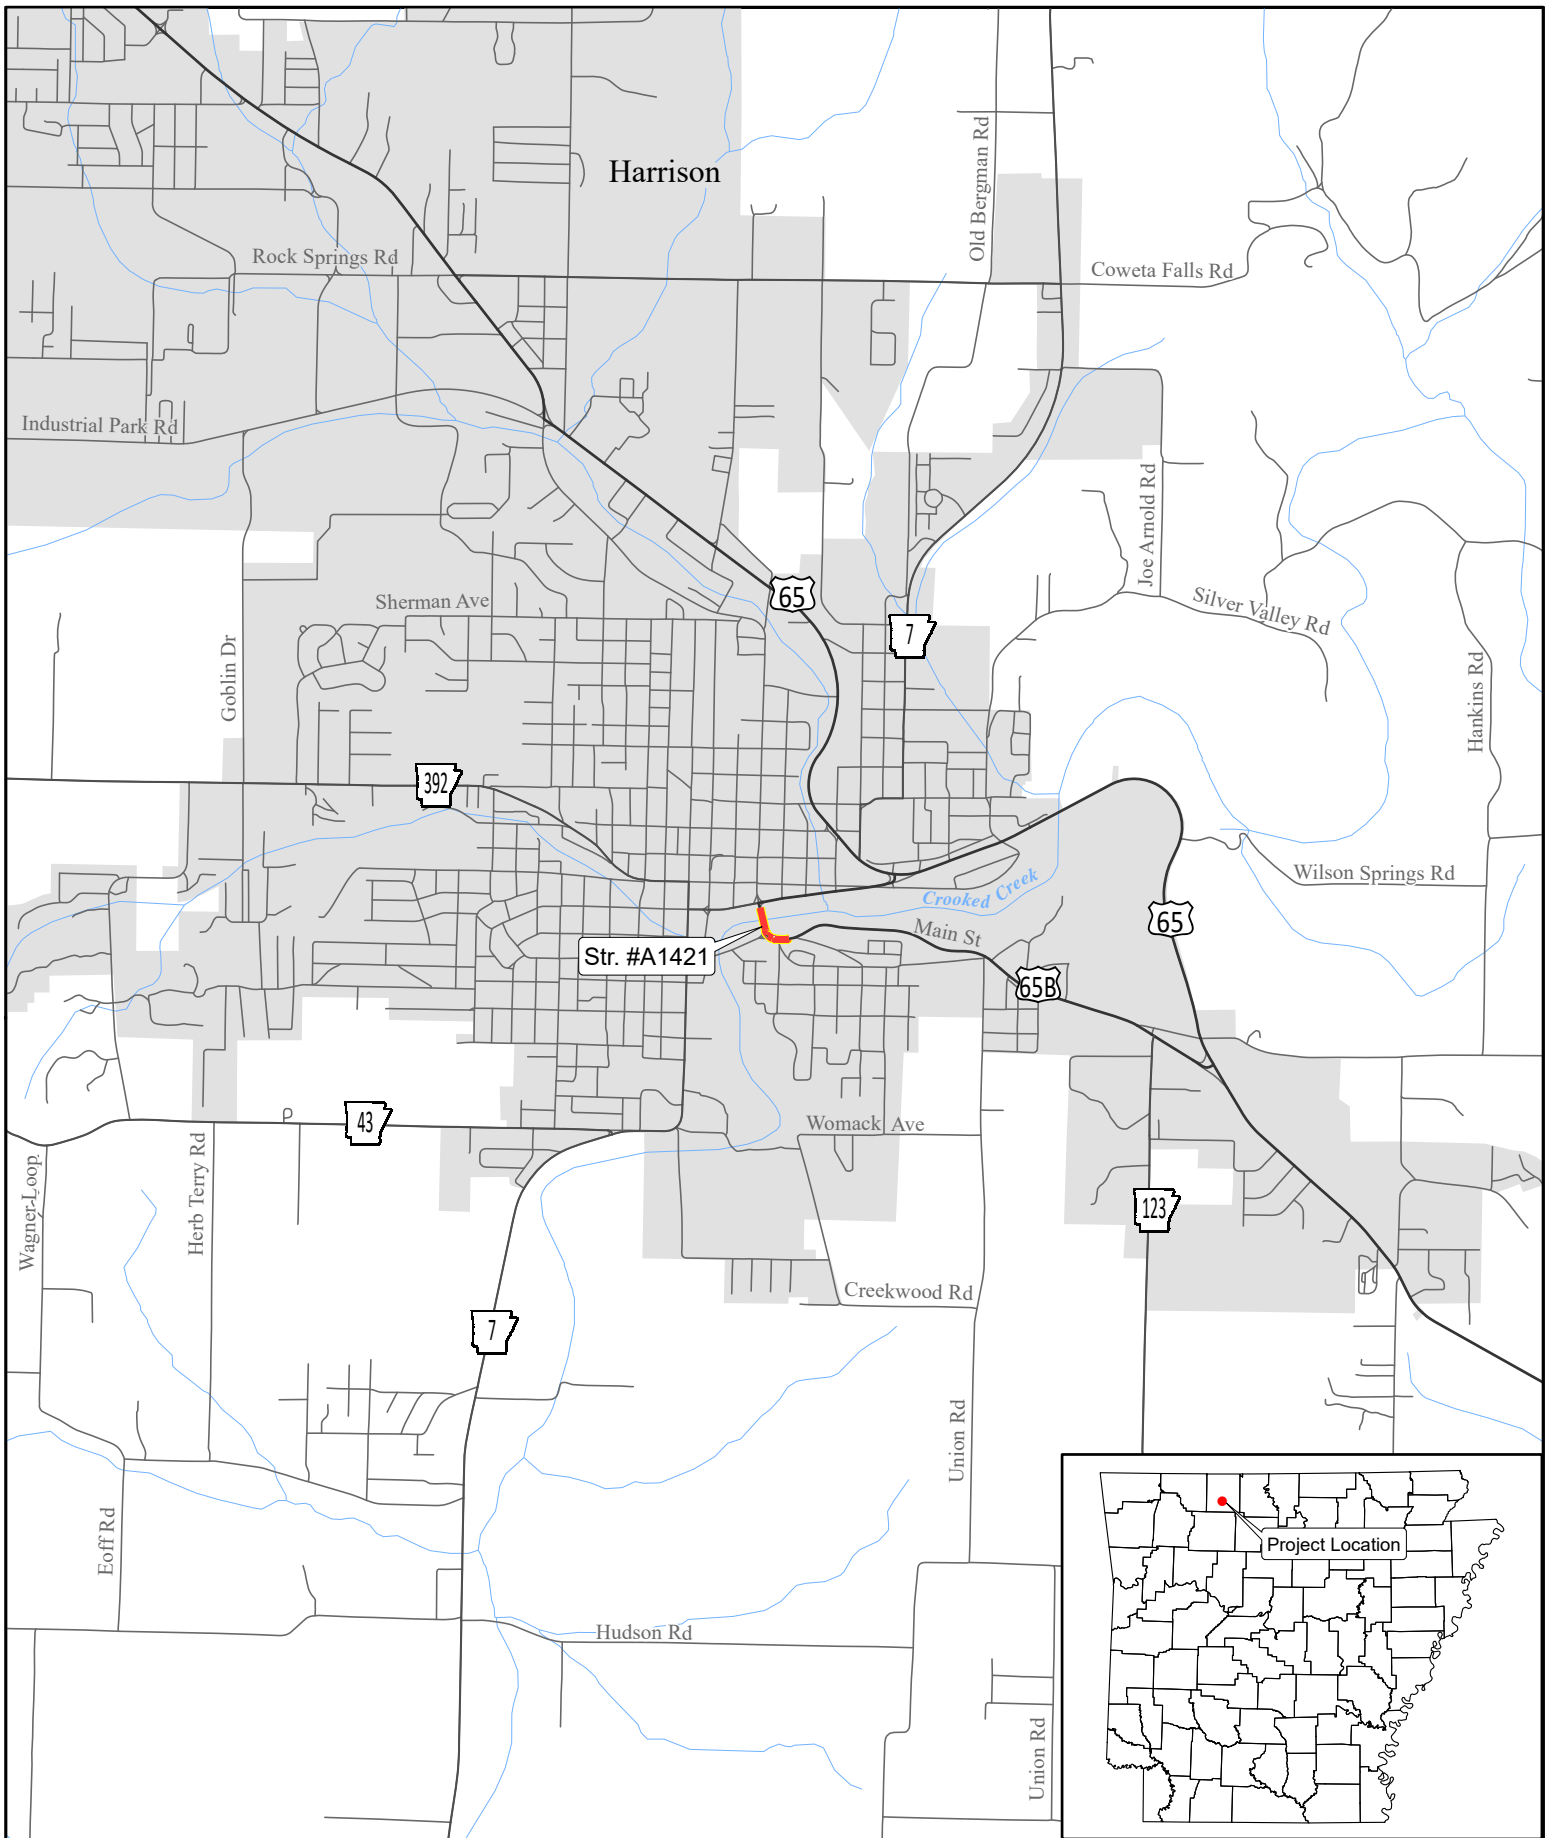 Harrison
Old Bergman Rd
Rock Springs Rd
Coweta Falls Rd
Industrial Park Rd
Joe Arnold Rd
65
Sherman Ave
Silver Valley Rd
7
Goblin Dr
Hankins Rd
392
Wilson Springs Rd
Crooked Creek
65
Main St
Str. #A1421
65B
43
Womack Ave
Herb Terry Rd
Wagner-Loop
123
Creekwood Rd
7
Union Rd
Eoff Rd
Project Location
Hudson Rd
Union Rd